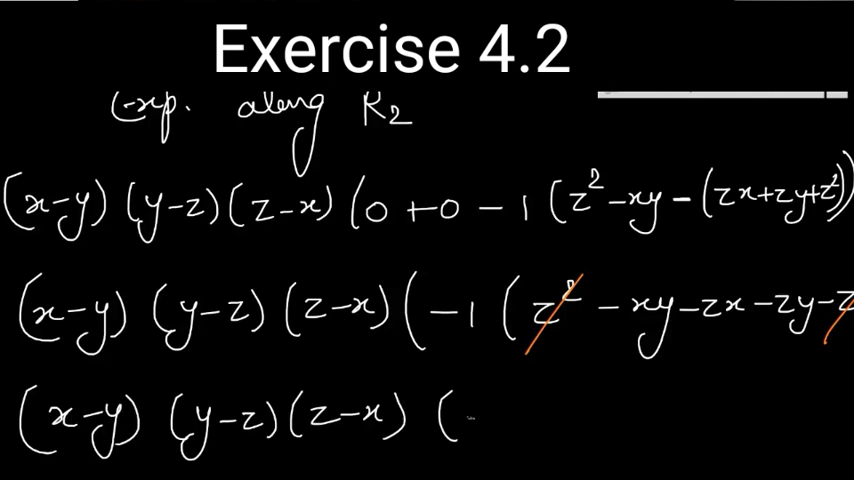 Exercise 4.2
Exp. along R2
(x-y) (y-z) (z-x) (0 +0 - 1 (z² -xy - (zx+zy+z²))
(x-y) (y-z) (z-x) (-1 (z² - xy - zx - zy - z
(x-y) (y-z) (z-x) (